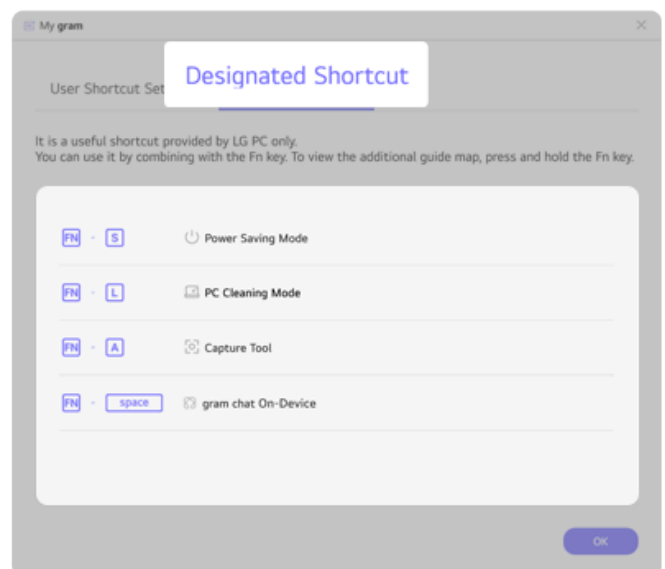 My gram
User Shortcut Set
Designated Shortcut
It is a useful shortcut provided by LG PC only.
You can use it by combining with the Fn key. To view the additional guide map, press and hold the Fn key.
FN - S Power Saving Mode
FN - L PC Cleaning Mode
FN - A Capture Tool
FN - space gram chat On-Device
OK